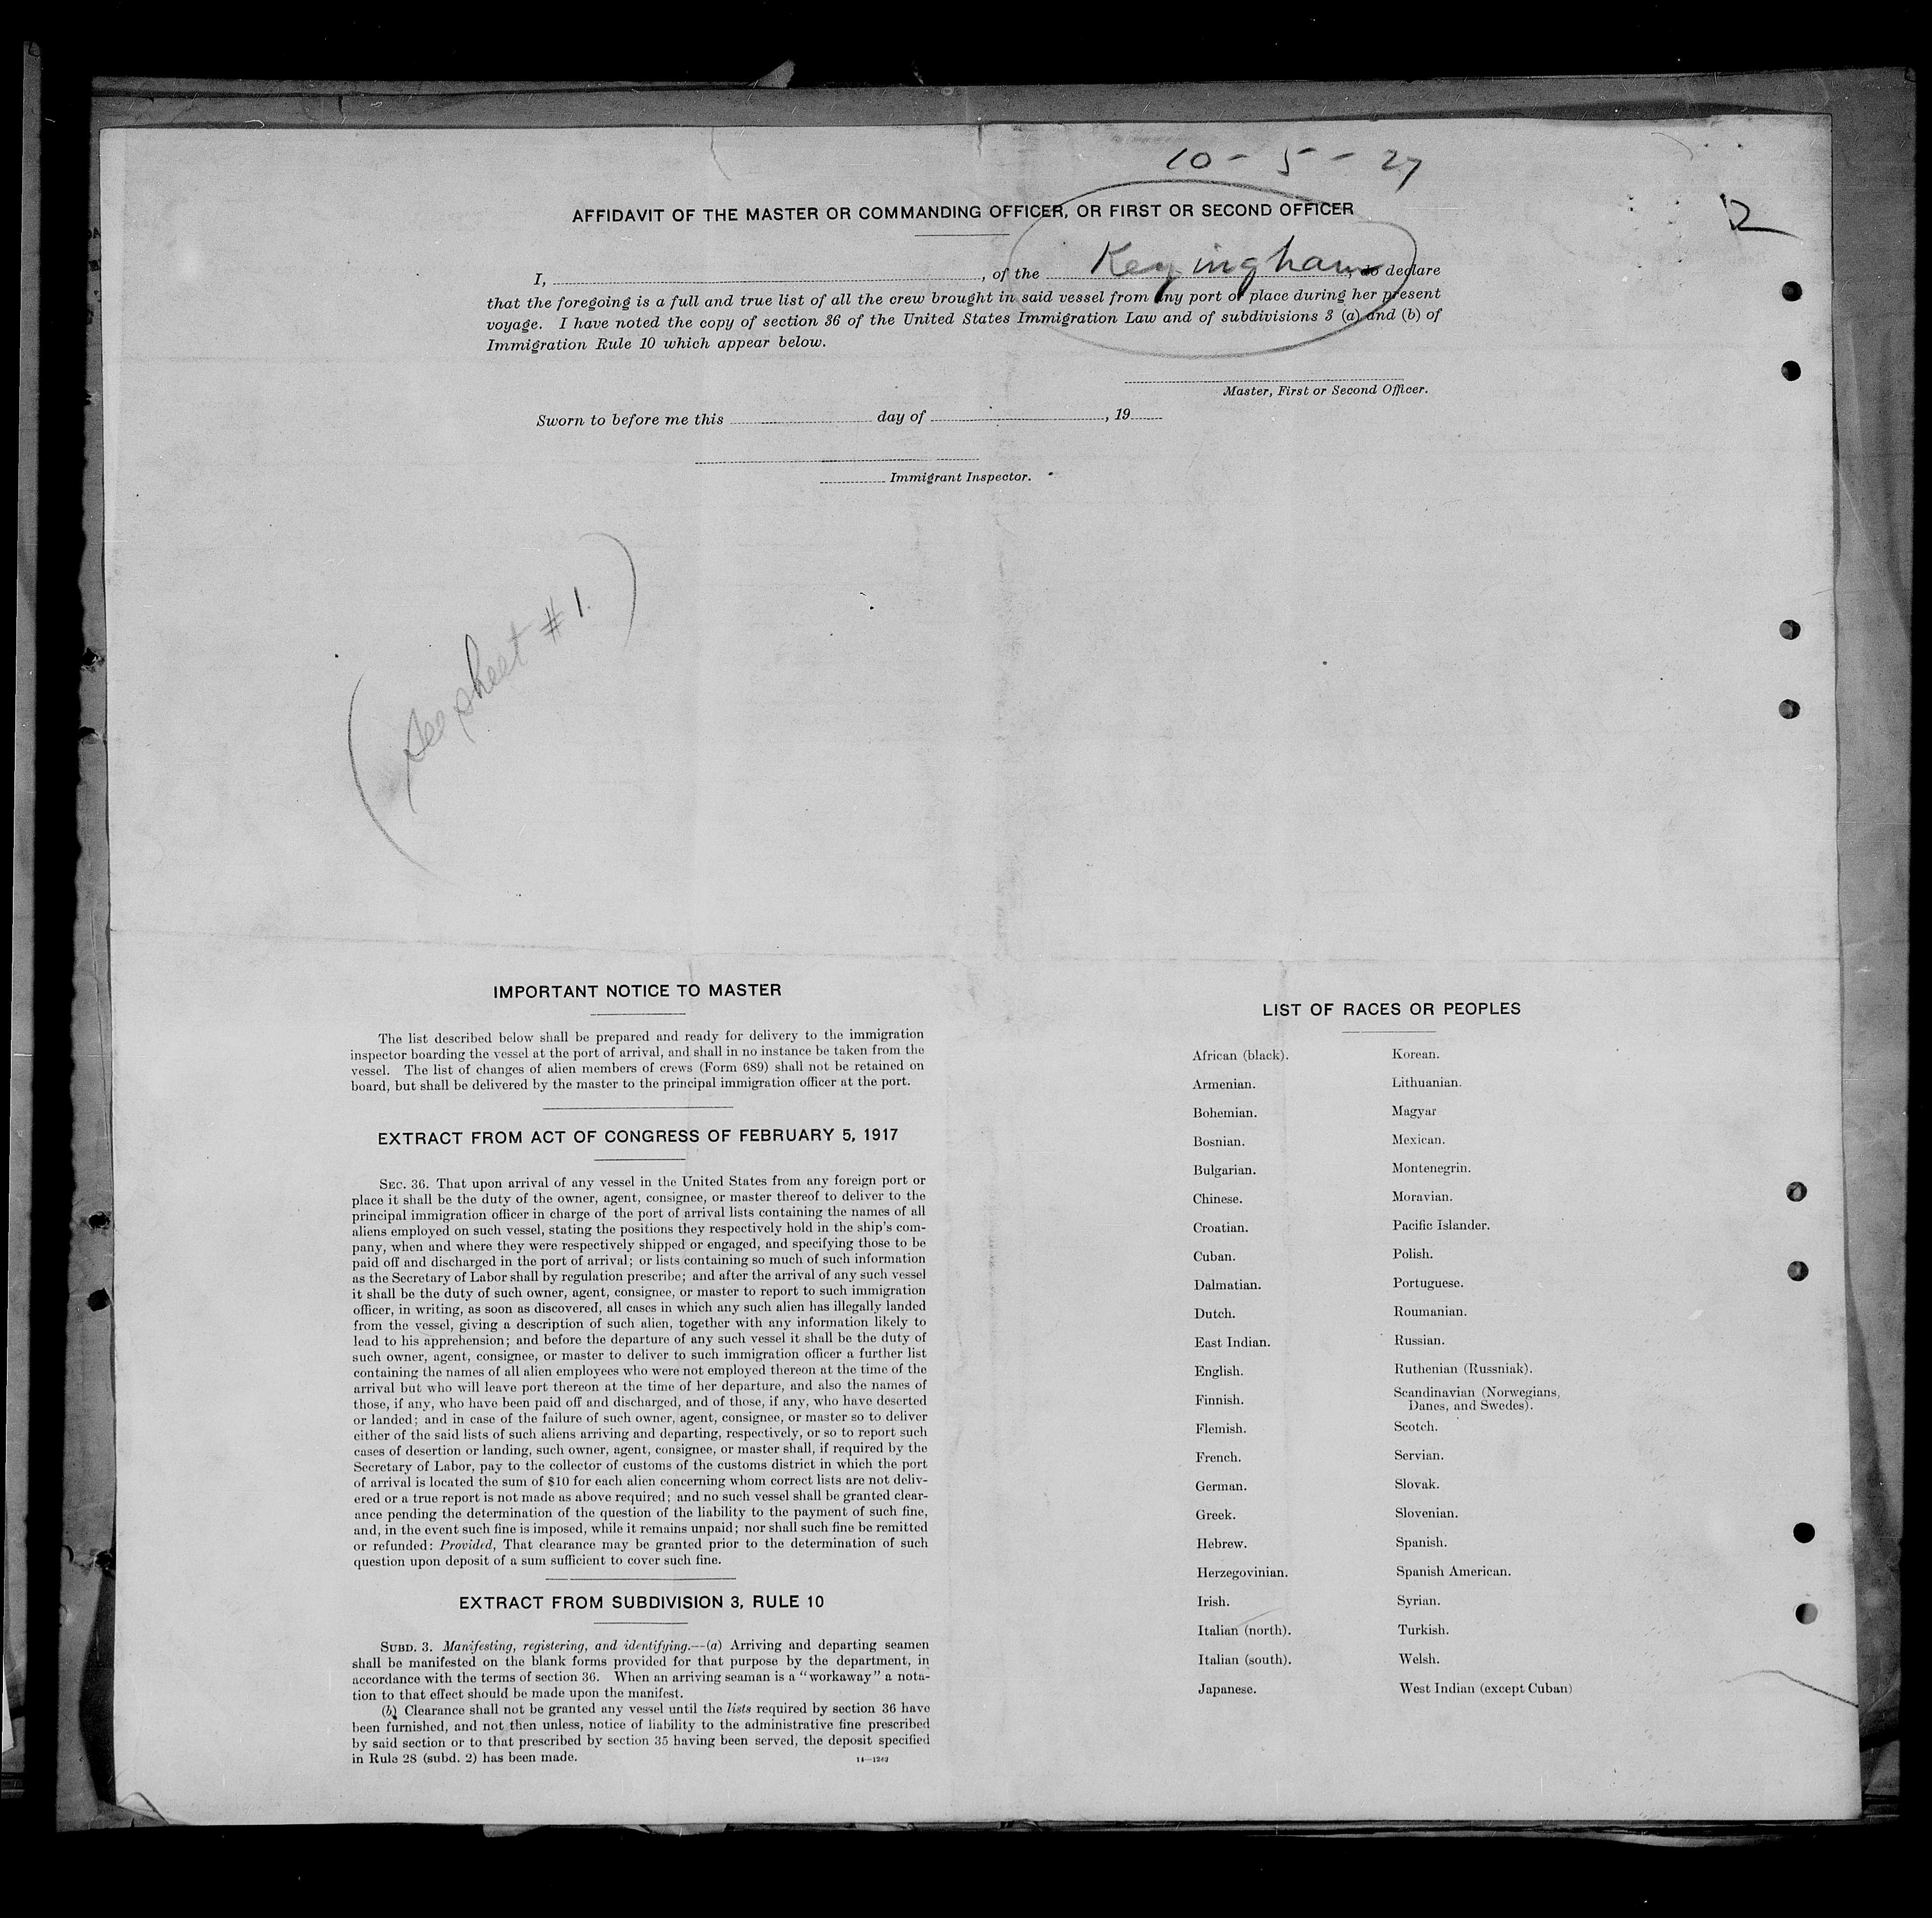 10 - 5 - 27
2
AFFIDAVIT OF THE MASTER OR COMMANDING OFFICER, OR FIRST OR SECOND OFFICER
I, , of the Keyingham, do declare
that the foregoing is a full and true list of all the crew brought in said vessel from any port or place during her present
voyage. I have noted the copy of section 36 of the United States Immigration Law and of subdivisions 3 (a) and (b) of
Immigration Rule 10 which appear below.
Master, First or Second Officer.
Sworn to before me this day of , 19
Immigrant Inspector.
(See sheet # 1.)
IMPORTANT NOTICE TO MASTER
The list described below shall be prepared and ready for delivery to the immigration
inspector boarding the vessel at the port of arrival, and shall in no instance be taken from the
vessel. The list of changes of alien members of crews (Form 689) shall not be retained on
board, but shall be delivered by the master to the principal immigration officer at the port.
EXTRACT FROM ACT OF CONGRESS OF FEBRUARY 5, 1917
SEC. 36. That upon arrival of any vessel in the United States from any foreign port or
place it shall be the duty of the owner, agent, consignee, or master thereof to deliver to the
principal immigration officer in charge of the port of arrival lists containing the names of all
aliens employed on such vessel, stating the positions they respectively hold in the ship's com-
pany, when and where they were respectively shipped or engaged, and specifying those to be
paid off and discharged in the port of arrival; or lists containing so much of such information
as the Secretary of Labor shall by regulation prescribe; and after the arrival of any such vessel
it shall be the duty of such owner, agent, consignee, or master to report to such immigration
officer, in writing, as soon as discovered, all cases in which any such alien has illegally landed
from the vessel, giving a description of such alien, together with any information likely to
lead to his apprehension; and before the departure of any such vessel it shall be the duty of
such owner, agent, consignee, or master to deliver to such immigration officer a further list
containing the names of all alien employees who were not employed thereon at the time of the
arrival but who will leave port thereon at the time of her departure, and also the names of
those, if any, who have been paid off and discharged, and of those, if any, who have deserted
or landed; and in case of the failure of such owner, agent, consignee, or master so to deliver
either of the said lists of such aliens arriving and departing, respectively, or so to report such
cases of desertion or landing, such owner, agent, consignee, or master shall, if required by the
Secretary of Labor, pay to the collector of customs of the customs district in which the port
of arrival is located the sum of $10 for each alien concerning whom correct lists are not deliv-
ered or a true report is not made as above required; and no such vessel shall be granted clear-
ance pending the determination of the question of the liability to the payment of such fine,
and, in the event such fine is imposed, while it remains unpaid; nor shall such fine be remitted
or refunded: Provided, That clearance may be granted prior to the determination of such
question upon deposit of a sum sufficient to cover such fine.
EXTRACT FROM SUBDIVISION 3, RULE 10
SUBD. 3. Manifesting, registering, and identifying.—(a) Arriving and departing seamen
shall be manifested on the blank forms provided for that purpose by the department, in
accordance with the terms of section 36. When an arriving seaman is a "workaway" a nota-
tion to that effect should be made upon the manifest.
(b) Clearance shall not be granted any vessel until the lists required by section 36 have
been furnished, and not then unless, notice of liability to the administrative fine prescribed
by said section or to that prescribed by section 35 having been served, the deposit specified
in Rule 28 (subd. 2) has been made.
14—1249
LIST OF RACES OR PEOPLES
African (black).
Armenian.
Bohemian.
Bosnian.
Bulgarian.
Chinese.
Croatian.
Cuban.
Dalmatian.
Dutch.
East Indian.
English.
Finnish.
Flemish.
French.
German.
Greek.
Hebrew.
Herzegovinian.
Irish.
Italian (north).
Italian (south).
Japanese.
Korean.
Lithuanian.
Magyar
Mexican.
Montenegrin.
Moravian.
Pacific Islander.
Polish.
Portuguese.
Roumanian.
Russian.
Ruthenian (Russniak).
Scandinavian (Norwegians,
Danes, and Swedes).
Scotch.
Servian.
Slovak.
Slovenian.
Spanish.
Spanish American.
Syrian.
Turkish.
Welsh.
West Indian (except Cuban)